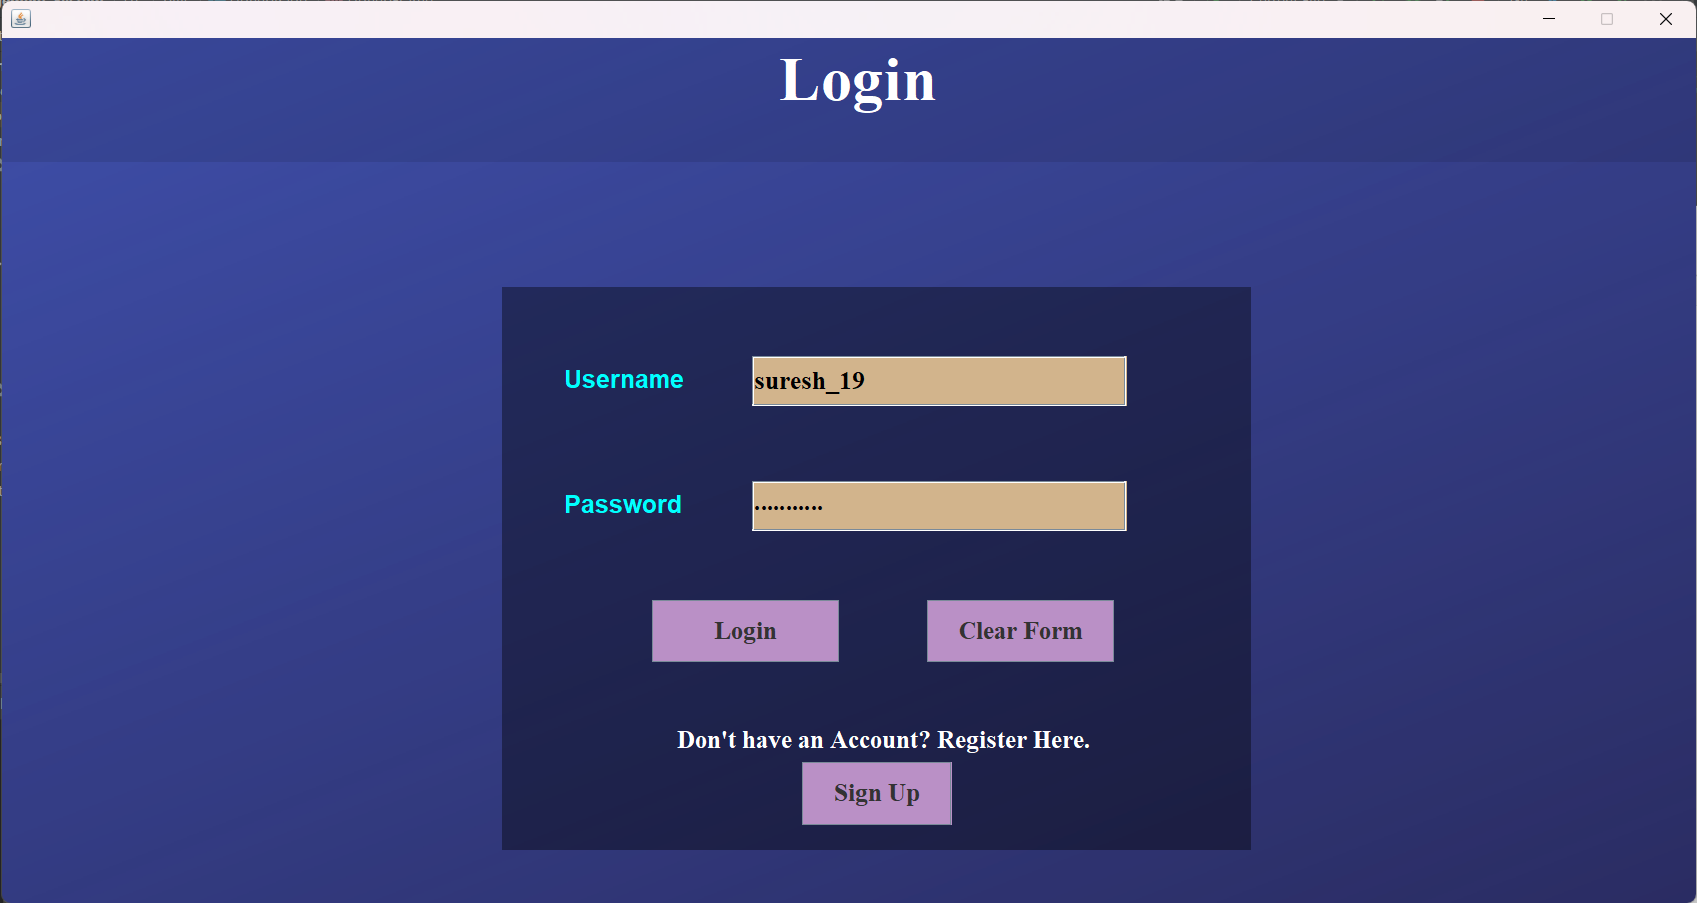 Login
Username
suresh_19
Password
...........
Login
Clear Form
Don't have an Account? Register Here.
Sign Up